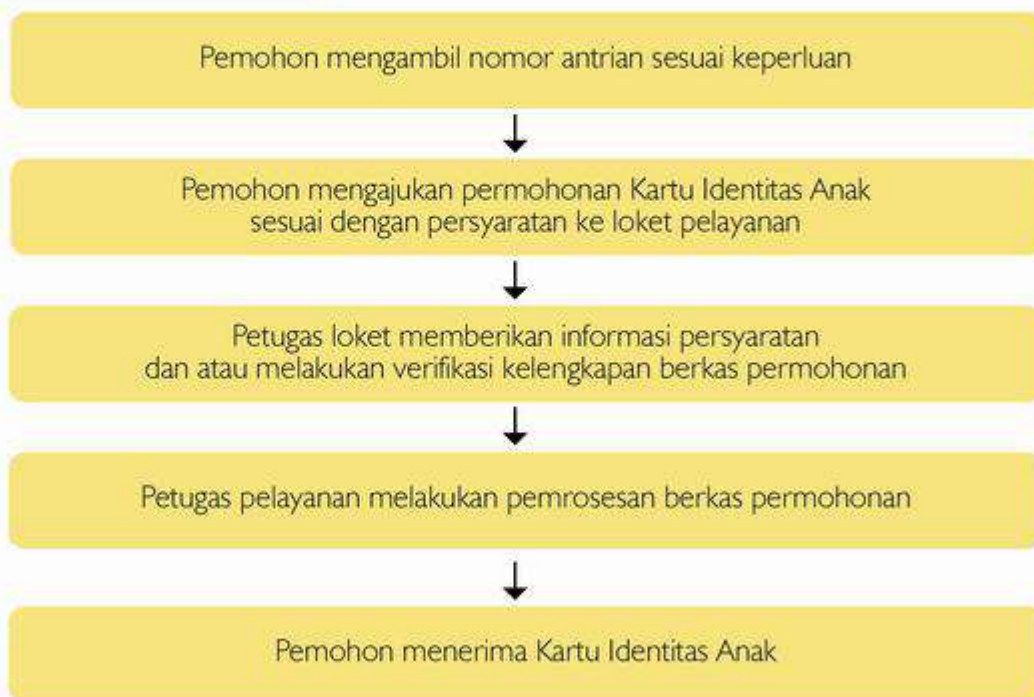 Pemohon mengambil nomor antrian sesuai keperluan
Pemohon mengajukan permohonan Kartu Identitas Anak
sesuai dengan persyaratan ke loket pelayanan
Petugas loket memberikan informasi persyaratan
dan atau melakukan verifikasi kelengkapan berkas permohonan
Petugas pelayanan melakukan pemrosesan berkas permohonan
Pemohon menerima Kartu Identitas Anak